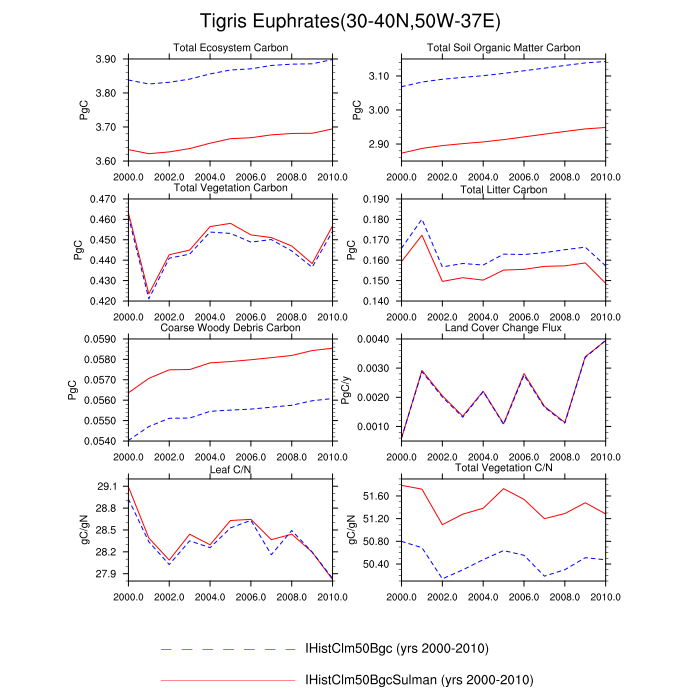 Tigris Euphrates(30-40N,50W-37E)
Total Ecosystem Carbon
PgC
3.90
3.80
3.70
3.60
2000.0 2002.0 2004.0 2006.0 2008.0 2010.0
Total Soil Organic Matter Carbon
PgC
3.10
3.00
2.90
2000.0 2002.0 2004.0 2006.0 2008.0 2010.0
Total Vegetation Carbon
PgC
0.470
0.460
0.450
0.440
0.430
0.420
2000.0 2002.0 2004.0 2006.0 2008.0 2010.0
Total Litter Carbon
PgC
0.190
0.180
0.170
0.160
0.150
0.140
2000.0 2002.0 2004.0 2006.0 2008.0 2010.0
Coarse Woody Debris Carbon
PgC
0.0590
0.0580
0.0570
0.0560
0.0550
0.0540
2000.0 2002.0 2004.0 2006.0 2008.0 2010.0
Land Cover Change Flux
PgC/y
0.0040
0.0030
0.0020
0.0010
2000.0 2002.0 2004.0 2006.0 2008.0 2010.0
Leaf C/N
gC/gN
29.1
28.8
28.5
28.2
27.9
2000.0 2002.0 2004.0 2006.0 2008.0 2010.0
Total Vegetation C/N
gC/gN
51.60
51.20
50.80
50.40
2000.0 2002.0 2004.0 2006.0 2008.0 2010.0
IHistClm50Bgc (yrs 2000-2010)
IHistClm50BgcSulman (yrs 2000-2010)